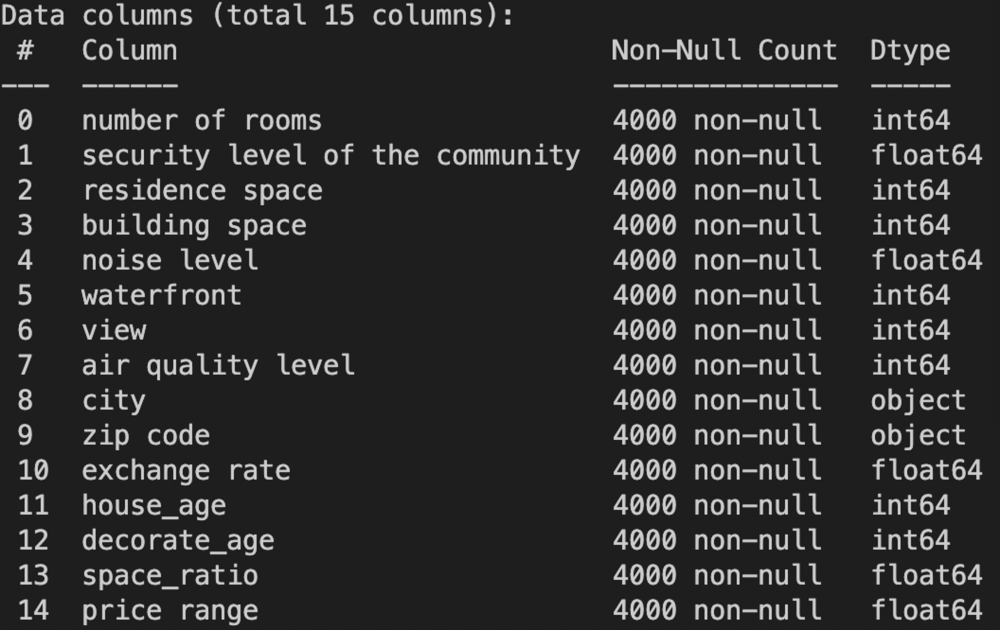 Data columns (total 15 columns):
 #   Column                           Non-Null Count  Dtype
---  ------                           --------------  -----
 0   number of rooms                  4000 non-null   int64
 1   security level of the community  4000 non-null   float64
 2   residence space                  4000 non-null   int64
 3   building space                   4000 non-null   int64
 4   noise level                      4000 non-null   float64
 5   waterfront                       4000 non-null   int64
 6   view                             4000 non-null   int64
 7   air quality level                4000 non-null   int64
 8   city                             4000 non-null   object
 9   zip code                         4000 non-null   object
 10  exchange rate                    4000 non-null   float64
 11  house_age                        4000 non-null   int64
 12  decorate_age                     4000 non-null   int64
 13  space_ratio                      4000 non-null   float64
 14  price range                      4000 non-null   float64